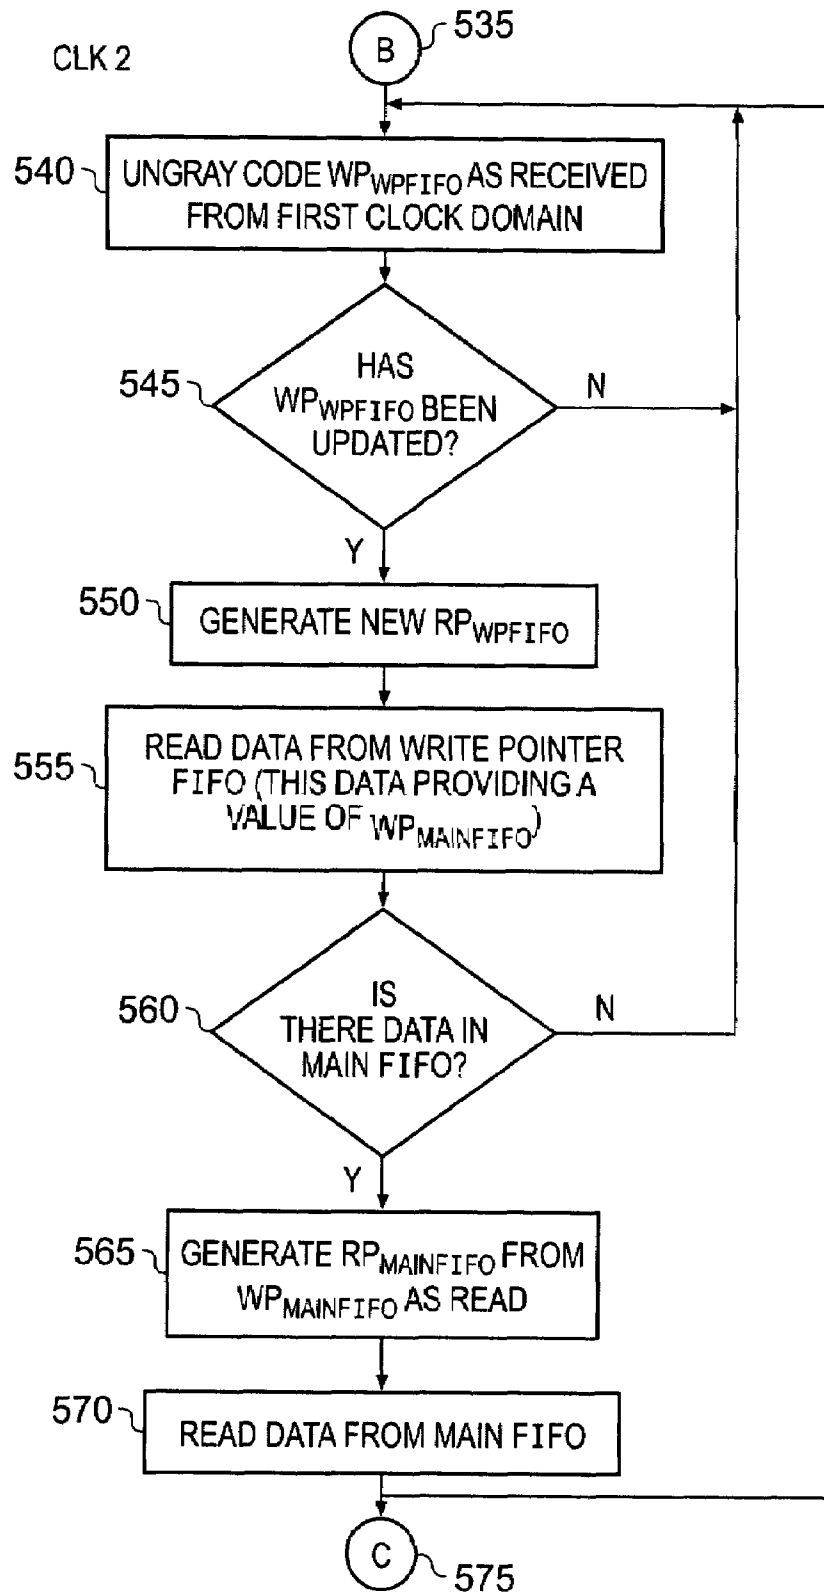 CLK 2
B
535
540
UNGRAY CODE WPWPFIFO AS RECEIVED
FROM FIRST CLOCK DOMAIN
545
HAS
WPWPFIFO BEEN
UPDATED?
N
Y
550
GENERATE NEW RPWPFIFO
555
READ DATA FROM WRITE POINTER
FIFO (THIS DATA PROVIDING A
VALUE OF WPMAINFIFO)
560
IS
THERE DATA IN
MAIN FIFO?
N
Y
565
GENERATE RPMAINFIFO FROM
WPMAINFIFO AS READ
570
READ DATA FROM MAIN FIFO
C
575